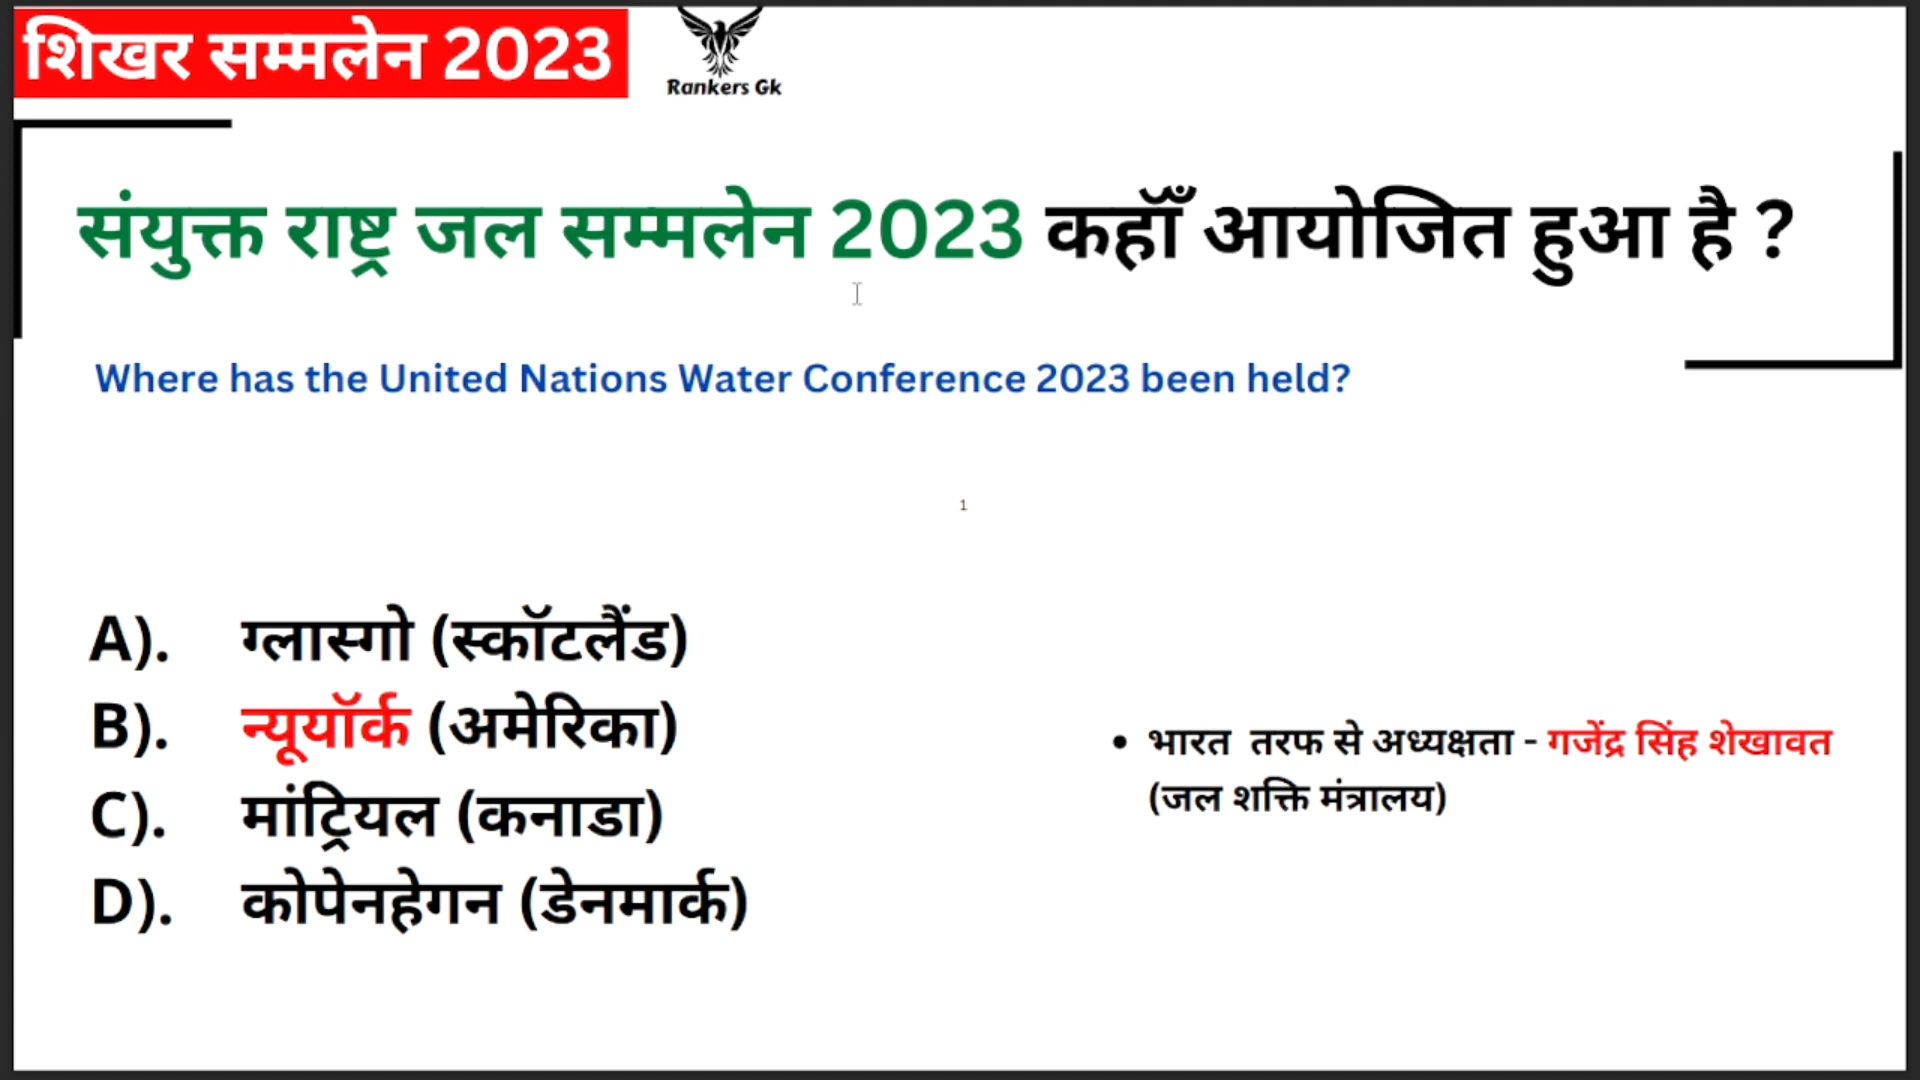 शिखर सम्मलेन 2023
Rankers Gk
संयुक्त राष्ट्र जल सम्मलेन 2023 कहाॅं आयोजित हुआ है ?
Where has the United Nations Water Conference 2023 been held?
1
A). ग्लास्गो (स्कॉटलैंड)
B). न्यूयॉर्क (अमेरिका)
C). मांट्रियल (कनाडा)
D). कोपेनहेगन (डेनमार्क)
• भारत तरफ से अध्यक्षता - गजेंद्र सिंह शेखावत
(जल शक्ति मंत्रालय)